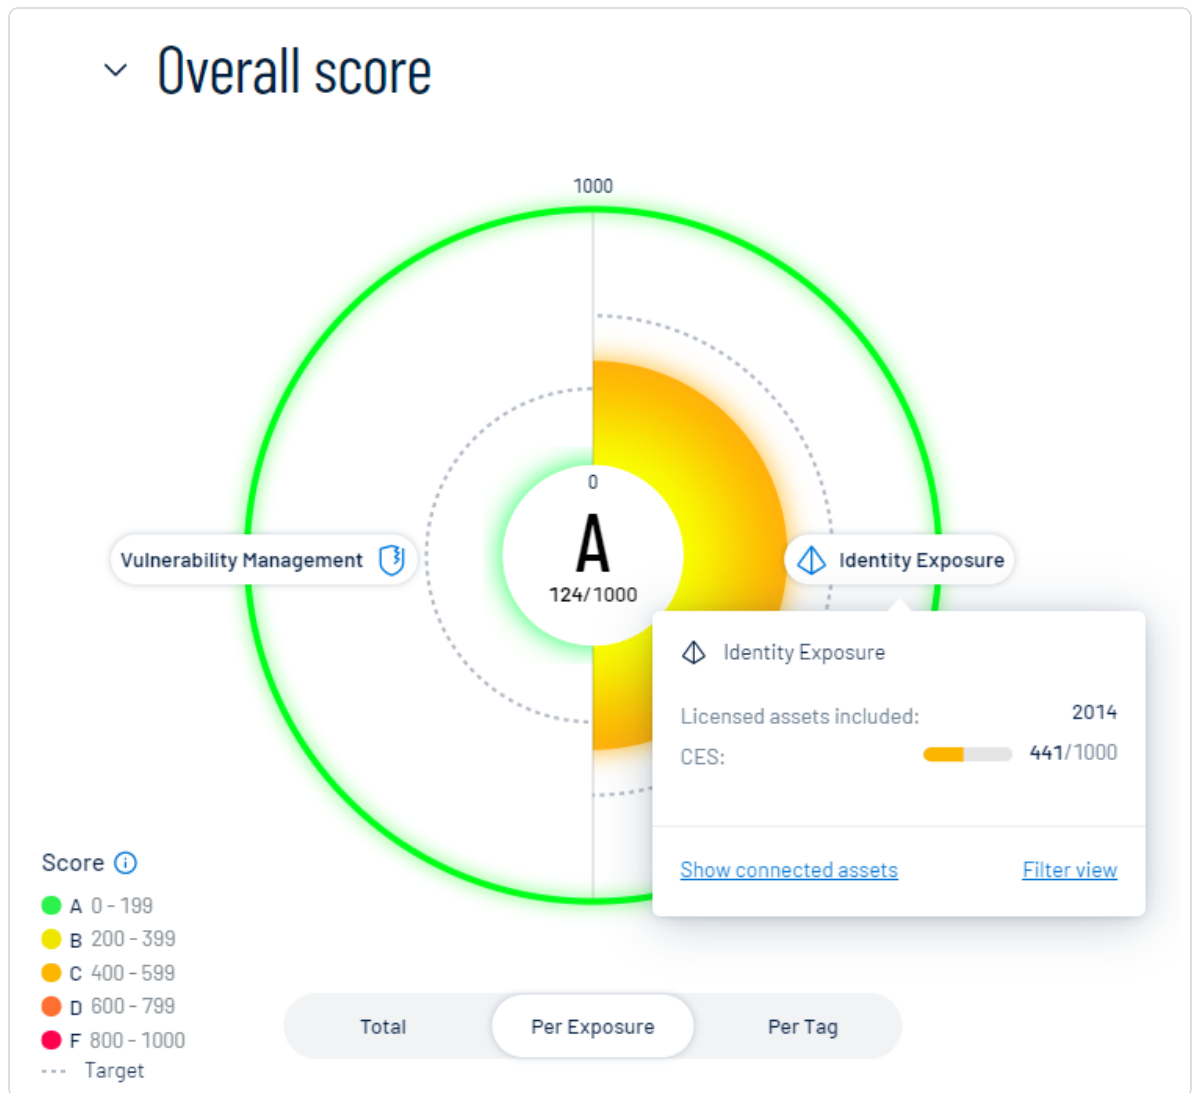 Overall score
1000
0
A
124/1000
Vulnerability Management
Identity Exposure
Identity Exposure
Licensed assets included: 2014
CES: 441/1000
Show connected assets Filter view
Score
A 0 - 199
B 200 - 399
C 400 - 599
D 600 - 799
F 800 - 1000
Target
Total Per Exposure Per Tag